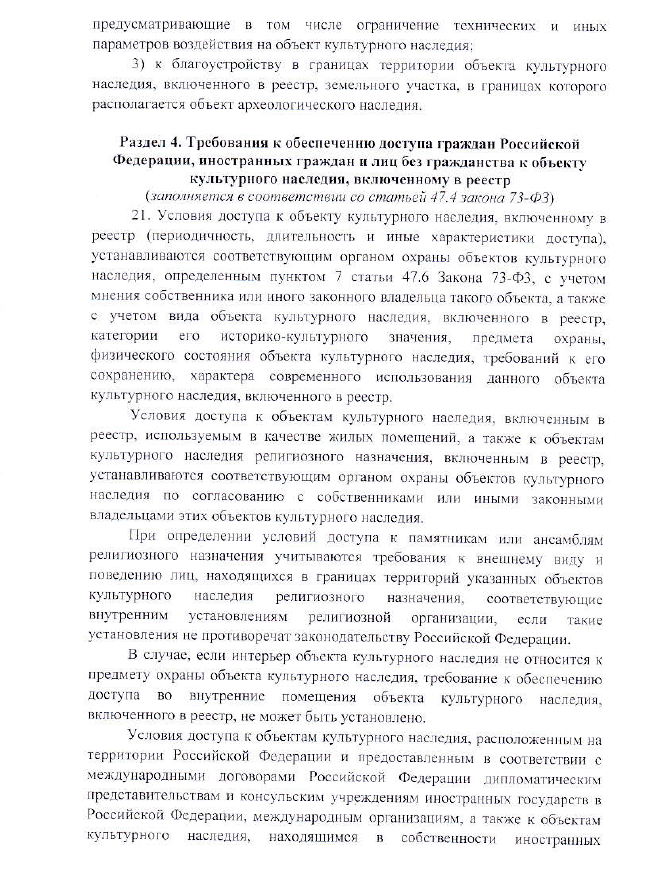 предусматривающие в том числе ограничение технических и иных
параметров воздействия на объект культурного наследия;
3) к благоустройству в границах территории объекта культурного
наследия, включенного в реестр, земельного участка, в границах которого
располагается объект археологического наследия.
Раздел 4. Требования к обеспечению доступа граждан Российской
Федерации, иностранных граждан и лиц без гражданства к объекту
культурного наследия, включенному в реестр
(заполняется в соответствии со статьей 47.4 закона 73-ФЗ)
21. Условия доступа к объекту культурного наследия, включенному в
реестр (периодичность, длительность и иные характеристики доступа),
устанавливаются соответствующим органом охраны объектов культурного
наследия, определенным пунктом 7 статьи 47.6 Закона 73-ФЗ, с учетом
мнения собственника или иного законного владельца такого объекта, а также
с учетом вида объекта культурного наследия, включенного в реестр,
категории его историко-культурного значения, предмета охраны,
физического состояния объекта культурного наследия, требований к его
сохранению, характера современного использования данного объекта
культурного наследия, включенного в реестр.
Условия доступа к объектам культурного наследия, включенным в
реестр, используемым в качестве жилых помещений, а также к объектам
культурного наследия религиозного назначения, включенным в реестр,
устанавливаются соответствующим органом охраны объектов культурного
наследия по согласованию с собственниками или иными законными
владельцами этих объектов культурного наследия.
При определении условий доступа к памятникам или ансамблям
религиозного назначения учитываются требования к внешнему виду и
поведению лиц, находящихся в границах территорий указанных объектов
культурного наследия религиозного назначения, соответствующие
внутренним установлениям религиозной организации, если такие
установления не противоречат законодательству Российской Федерации.
В случае, если интерьер объекта культурного наследия не относится к
предмету охраны объекта культурного наследия, требование к обеспечению
доступа во внутренние помещения объекта культурного наследия,
включенного в реестр, не может быть установлено.
Условия доступа к объектам культурного наследия, расположенным на
территории Российской Федерации и предоставленным в соответствии с
международными договорами Российской Федерации дипломатическим
представительствам и консульским учреждениям иностранных государств в
Российской Федерации, международным организациям, а также к объектам
культурного наследия, находящимся в собственности иностранных